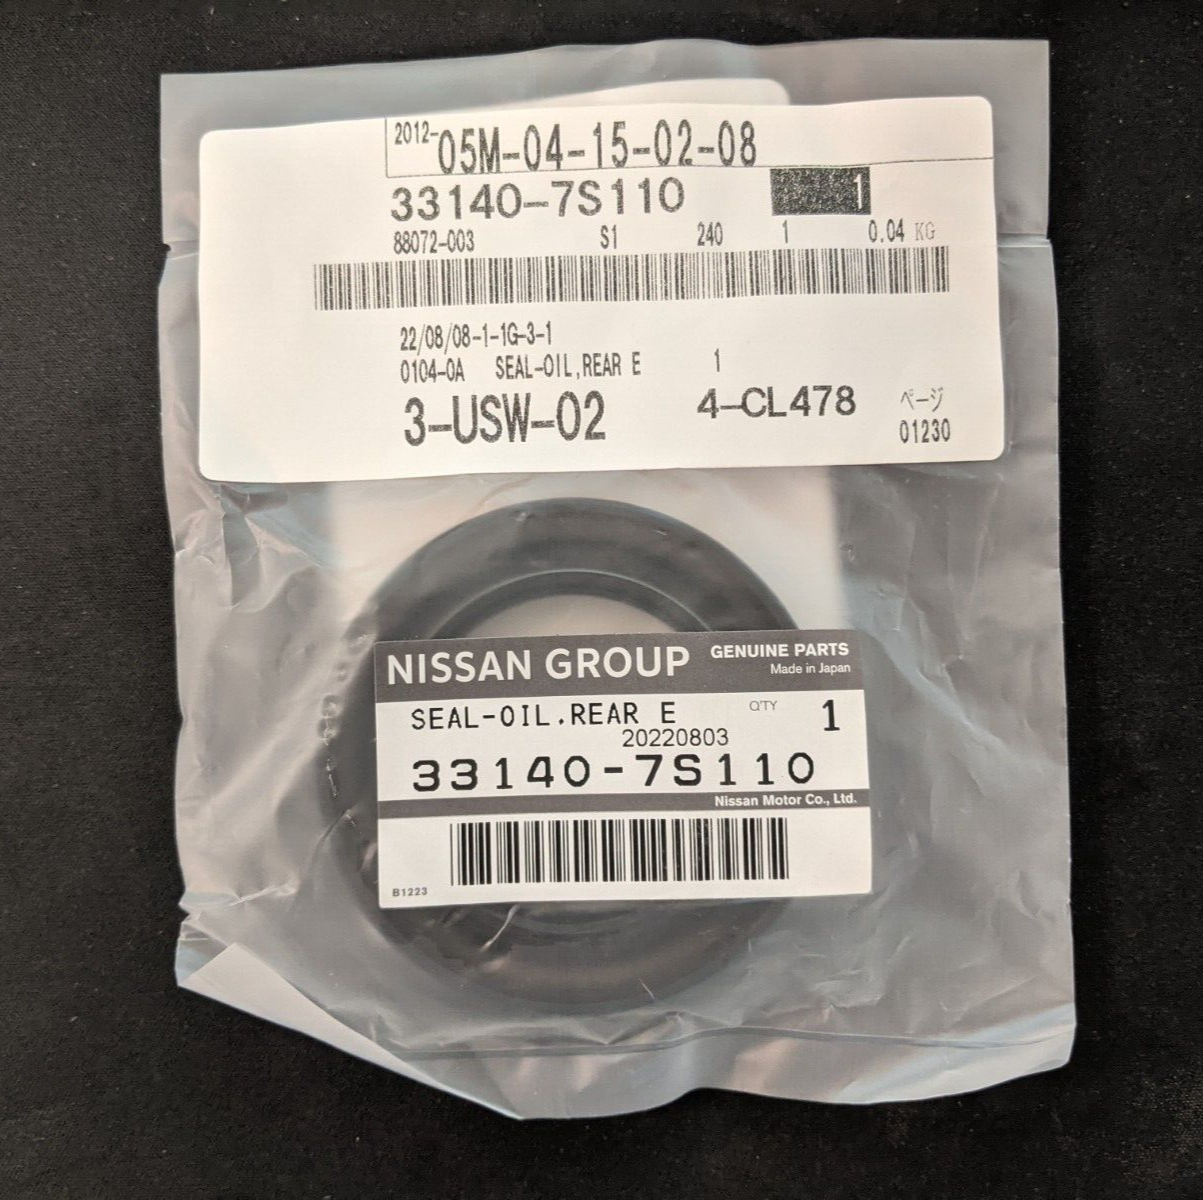 2012-05M-04-15-02-08
33140-7S110 1
88072-003 S1 240 1 0.04 KG
22/08/08-1-1G-3-1
0104-0A SEAL-OIL,REAR E 1
3-USW-02 4-CL478 ページ
01230
NISSAN GROUP GENUINE PARTS
Made in Japan
SEAL-OIL.REAR E Q'TY 1
20220803
33140-7S110
Nissan Motor Co., Ltd.
B1223